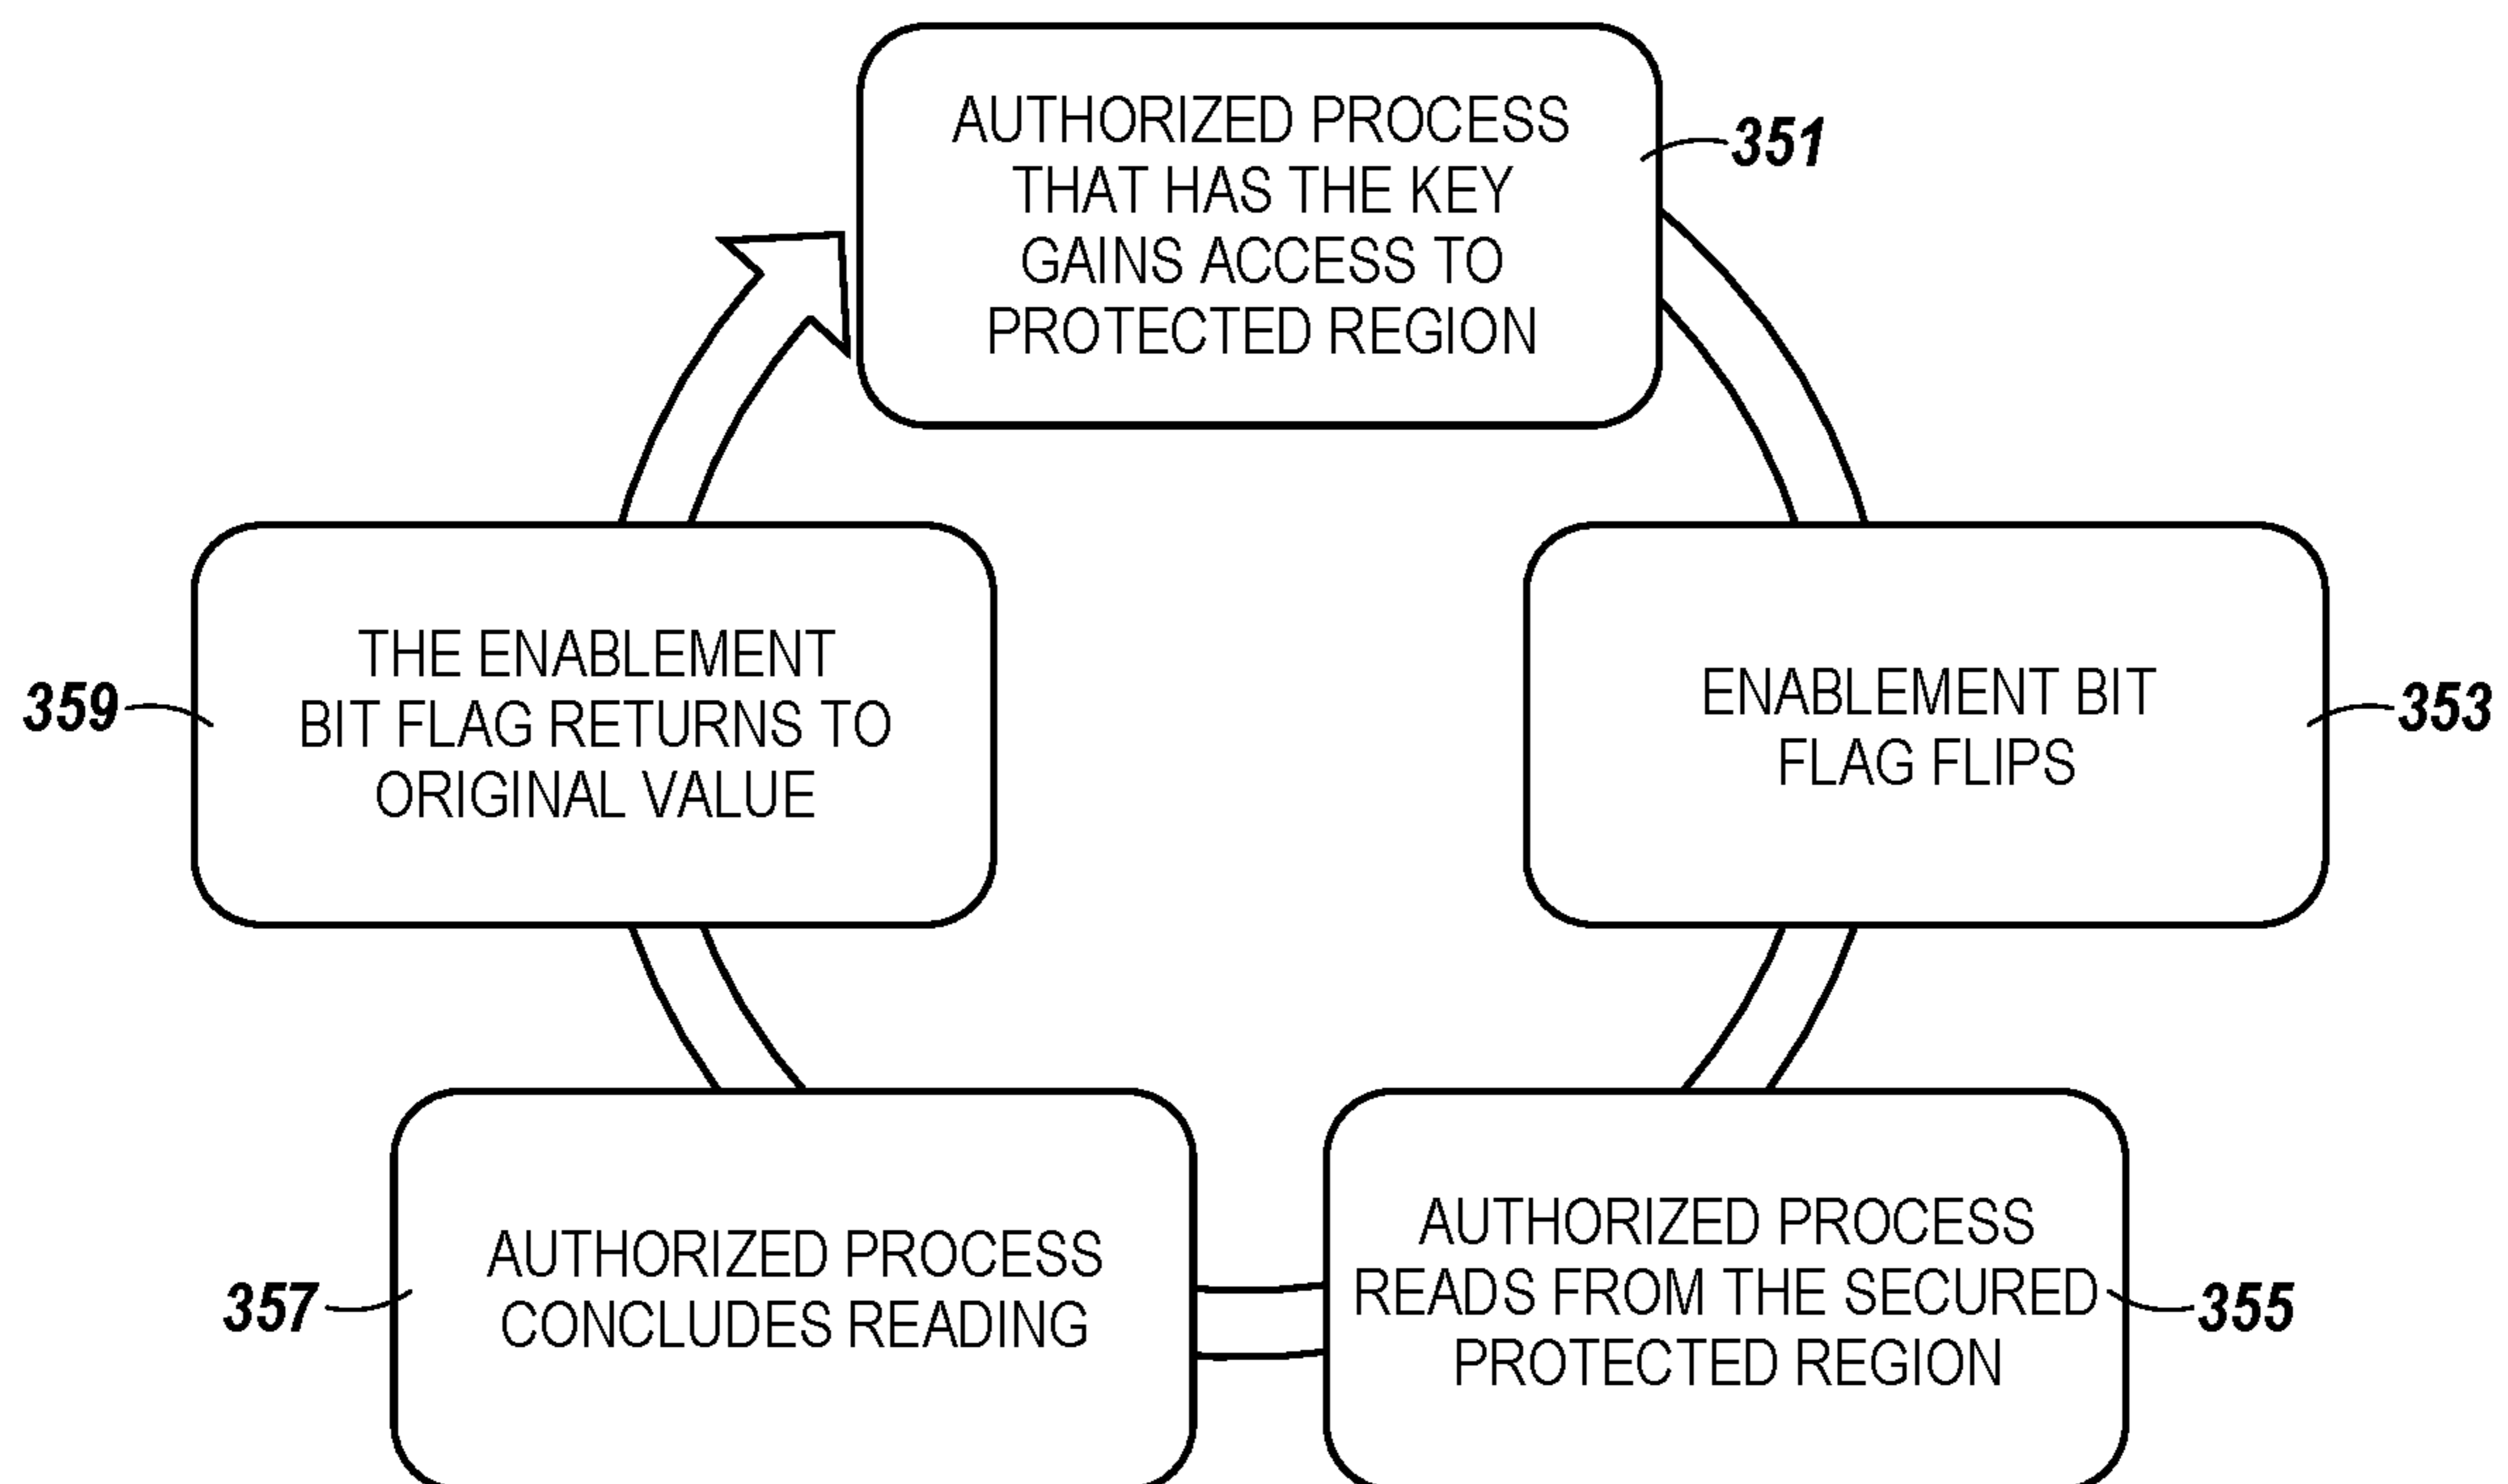 AUTHORIZED PROCESS
THAT HAS THE KEY
GAINS ACCESS TO
PROTECTED REGION
351
ENABLEMENT BIT
FLAG FLIPS
353
AUTHORIZED PROCESS
READS FROM THE SECURED
PROTECTED REGION
355
AUTHORIZED PROCESS
CONCLUDES READING
357
THE ENABLEMENT
BIT FLAG RETURNS TO
ORIGINAL VALUE
359